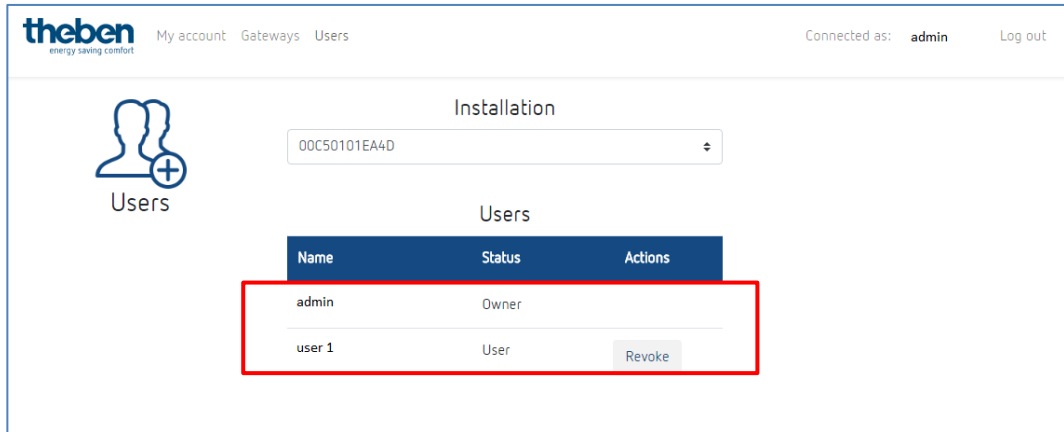 theben
energy saving comfort
My account Gateways Users
Connected as: admin Log out
Users
Installation
00C50101EA4D
Users
Name Status Actions
admin Owner
user 1 User Revoke